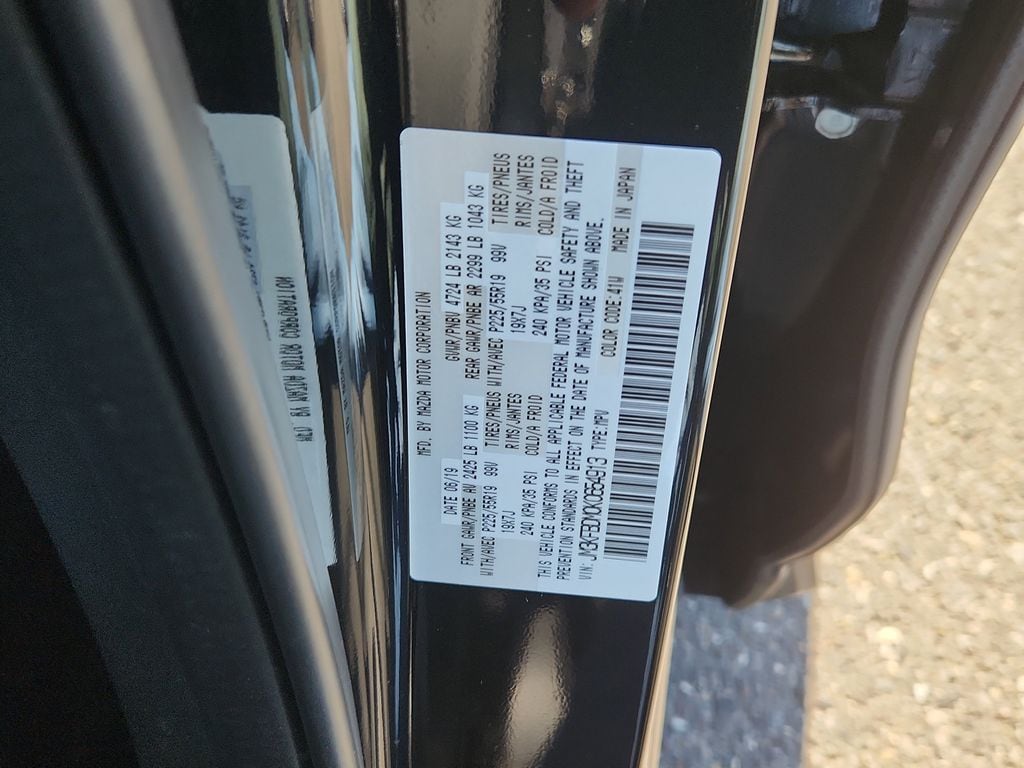 MFD. BY MAZDA MOTOR CORPORATION
DATE 06/19 GVWR/PNBV 4724 LB 2143 KG
FRONT GAWR/PNBE AV 2425 LB 1100 KG REAR GAWR/PNBE AR 2299 LB 1043 KG
WITH/AVEC P225/55R19 99V TIRES/PNEUS WITH/AVEC P225/55R19 99V TIRES/PNEUS
19X7J RIMS/JANTES 19X7J RIMS/JANTES
240 KPA/35 PSI COLD/A FROID 240 KPA/35 PSI COLD/A FROID
THIS VEHICLE CONFORMS TO ALL APPLICABLE FEDERAL MOTOR VEHICLE SAFETY AND THEFT
PREVENTION STANDARDS IN EFFECT ON THE DATE OF MANUFACTURE SHOWN ABOVE.
VIN: TYPE:MPV COLOR CODE:41W MADE IN JAPAN
MFD. BY MAZDA MOTOR CORPORATION